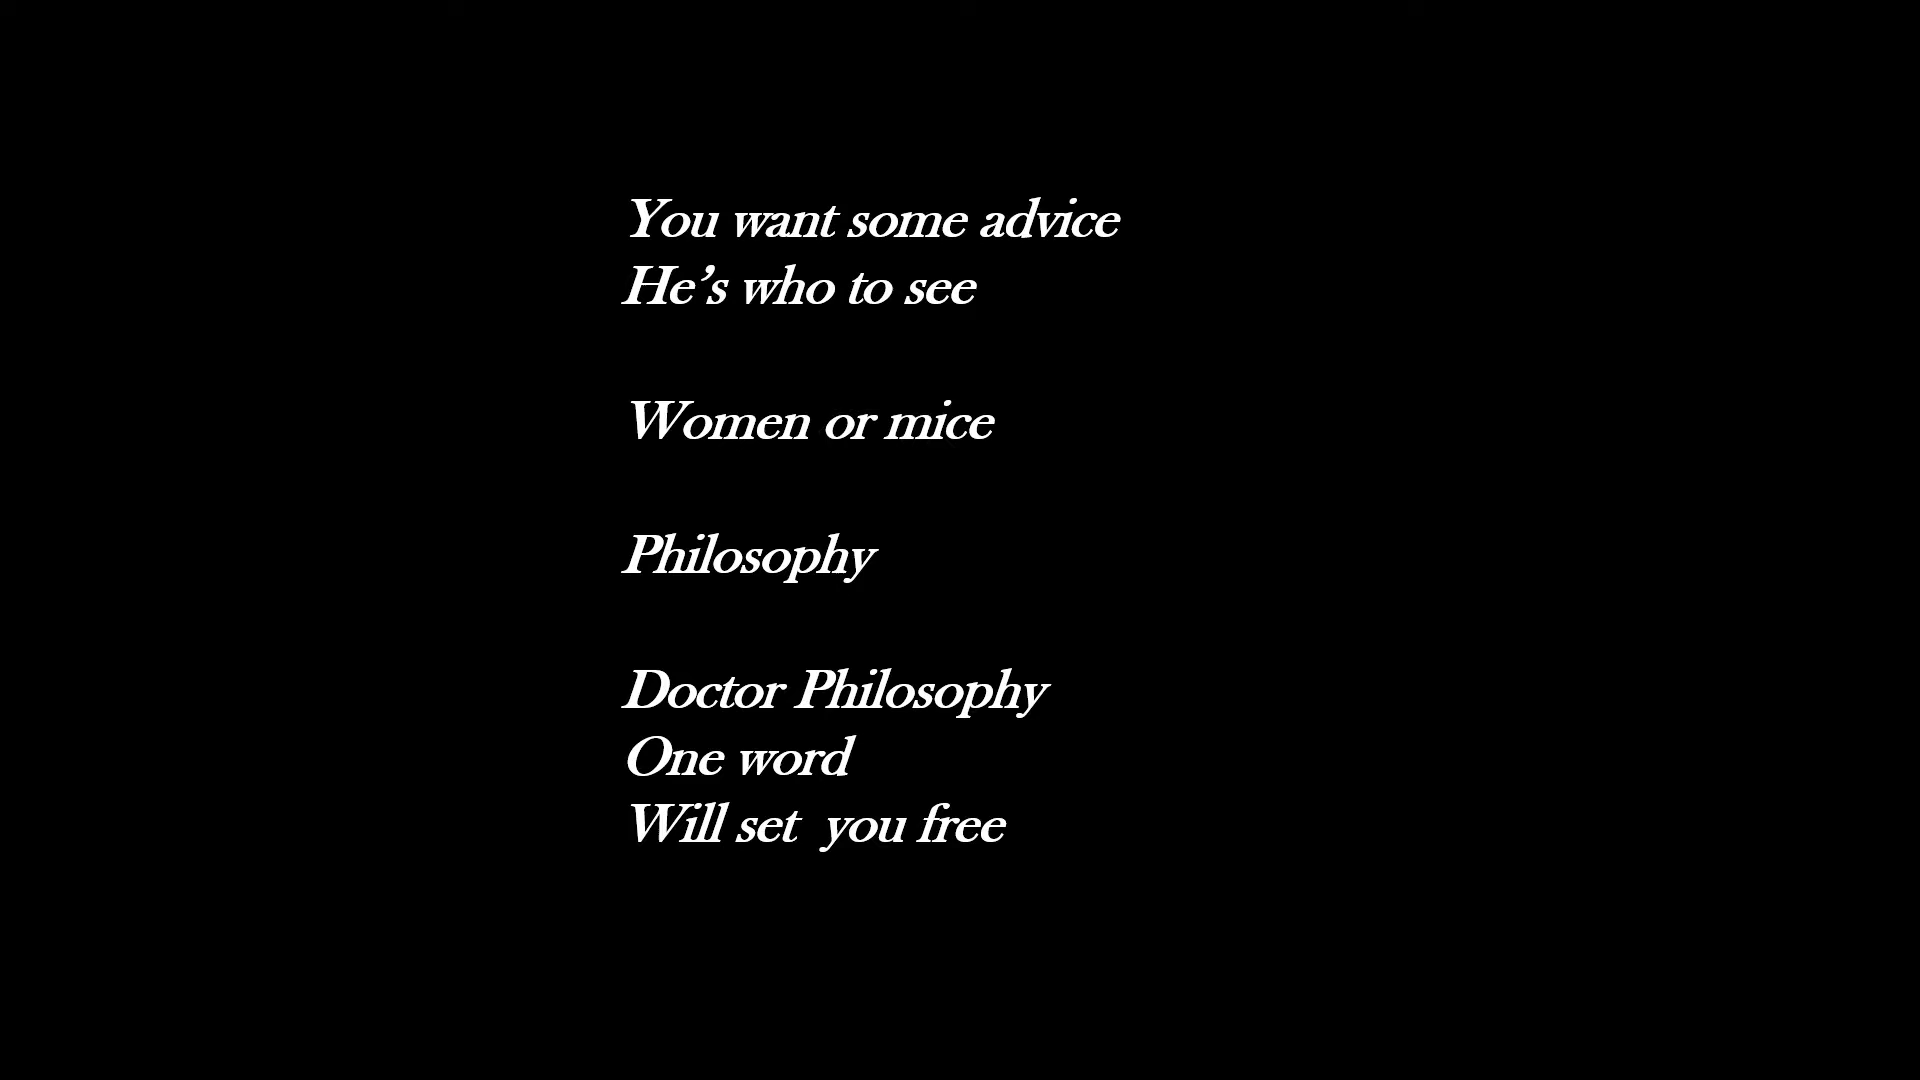 You want some advice
He’s who to see
Women or mice
Philosophy
Doctor Philosophy
One word
Will set  you free